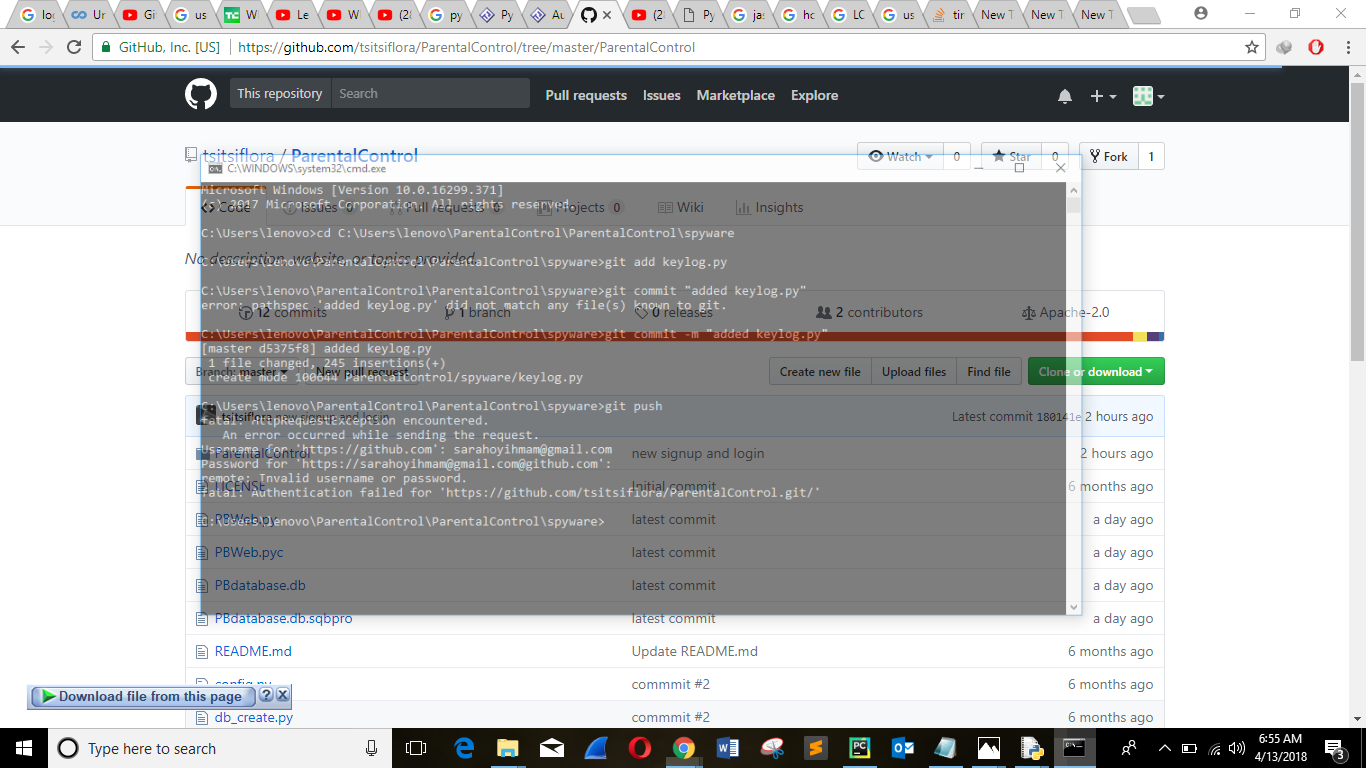 log
Ur
Gi
us
W
Le
W
(2
py
Py
Au
(2
Py
jas
ho
LO
us
tir
New T
New T
New T
GitHub, Inc. [US]
https://github.com/tsitsiflora/ParentalControl/tree/master/ParentalControl
This repository
Search
Pull requests
Issues
Marketplace
Explore
tsitsiflora / ParentalControl
Watch
0
Star
0
Fork
1
C:\WINDOWS\system32\cmd.exe
Code
Issues 0
Pull requests 0
Projects 0
Wiki
Insights
Microsoft Windows [Version 10.0.16299.371]
(c) 2017 Microsoft Corporation. All rights reserved.
C:\Users\lenovo>cd C:\Users\lenovo\ParentalControl\ParentalControl\spyware
No description, website, or topics provided.
C:\Users\lenovo\ParentalControl\ParentalControl\spyware>git add keylog.py
C:\Users\lenovo\ParentalControl\ParentalControl\spyware>git commit "added keylog.py"
error: pathspec 'added keylog.py' did not match any file(s) known to git.
12 commits
1 branch
0 releases
2 contributors
Apache-2.0
C:\Users\lenovo\ParentalControl\ParentalControl\spyware>git commit -m "added keylog.py"
[master d5375f8] added keylog.py
1 file changed, 245 insertions(+)
create mode 100644 ParentalControl/spyware/keylog.py
Branch: master
New pull request
Create new file
Upload files
Find file
Clone or download
C:\Users\lenovo\ParentalControl\ParentalControl\spyware>git push
fatal: HttpRequestException encountered.
An error occurred while sending the request.
Username for 'https://github.com': sarahoyihmam@gmail.com
Password for 'https://sarahoyihmam@gmail.com@github.com':
remote: Invalid username or password.
fatal: Authentication failed for 'https://github.com/tsitsiflora/ParentalControl.git/'
C:\Users\lenovo\ParentalControl\ParentalControl\spyware>
tsitsiflora new signup and login
Latest commit 180141e 2 hours ago
ParentalControl
new signup and login
2 hours ago
LICENSE
Initial commit
6 months ago
PBWeb.py
latest commit
a day ago
PBWeb.pyc
latest commit
a day ago
PBdatabase.db
latest commit
a day ago
PBdatabase.db.sqbpro
latest commit
a day ago
README.md
Update README.md
6 months ago
config.py
commmit #2
6 months ago
db_create.py
commmit #2
6 months ago
Download file from this page
?
X
Type here to search
6:55 AM
4/13/2018
3